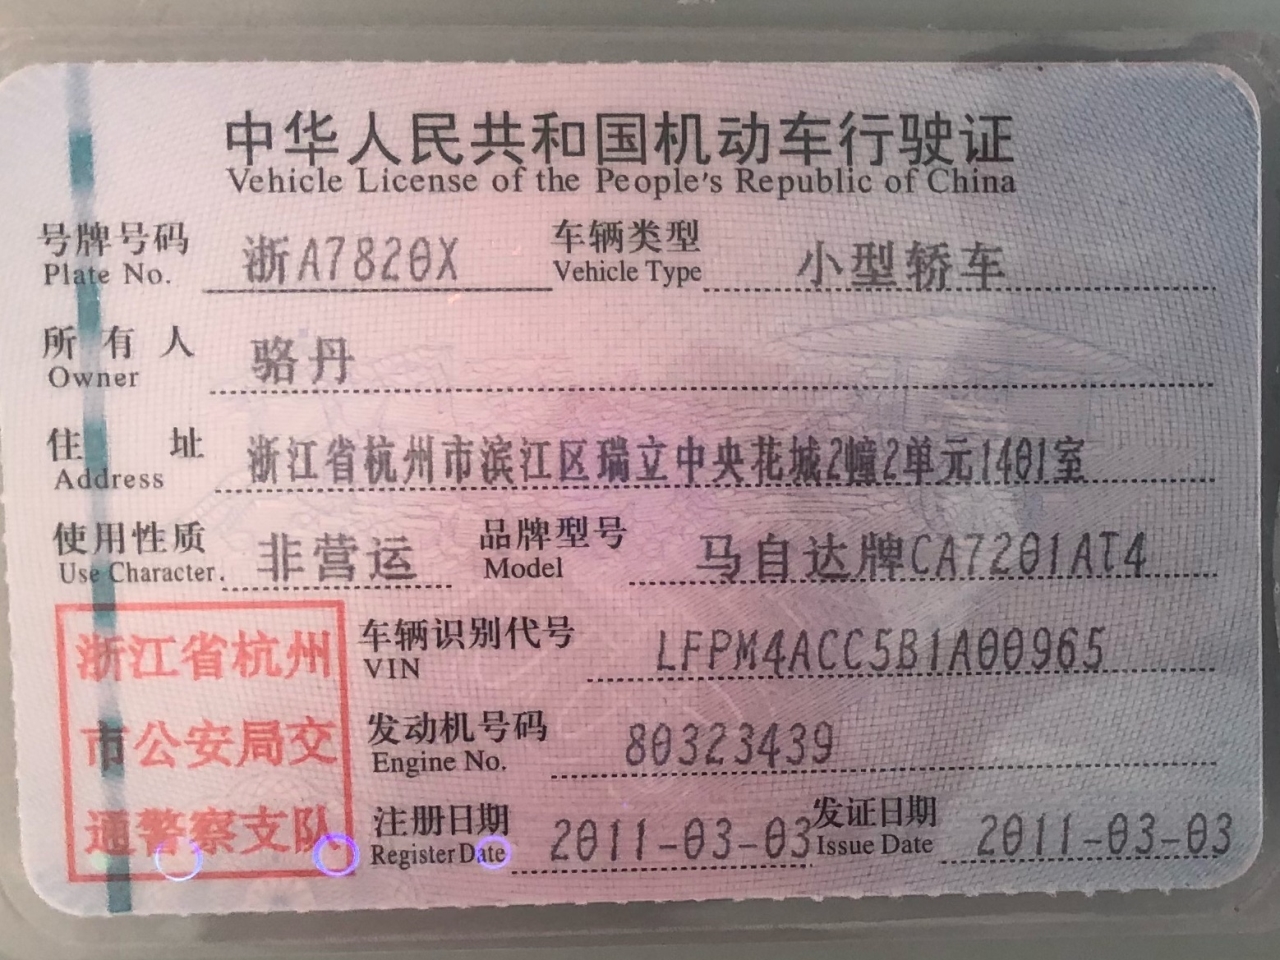 中华人民共和国机动车行驶证
Vehicle License of the People's Republic of China
号牌号码 浙A7820X 车辆类型 小型轿车
Plate No. Vehicle Type
所有人 骆丹
Owner
住址 浙江省杭州市滨江区瑞立中央花城2幢2单元1401室
Address
使用性质 非营运 品牌型号 马自达牌CA7201AT4
Use Character. Model
浙江省杭州
市公安局交
通警察支队
车辆识别代号 LFPM4ACC5B1A00965
VIN
发动机号码 80323439
Engine No.
注册日期 2011-03-03 发证日期 2011-03-03
Register Date Issue Date